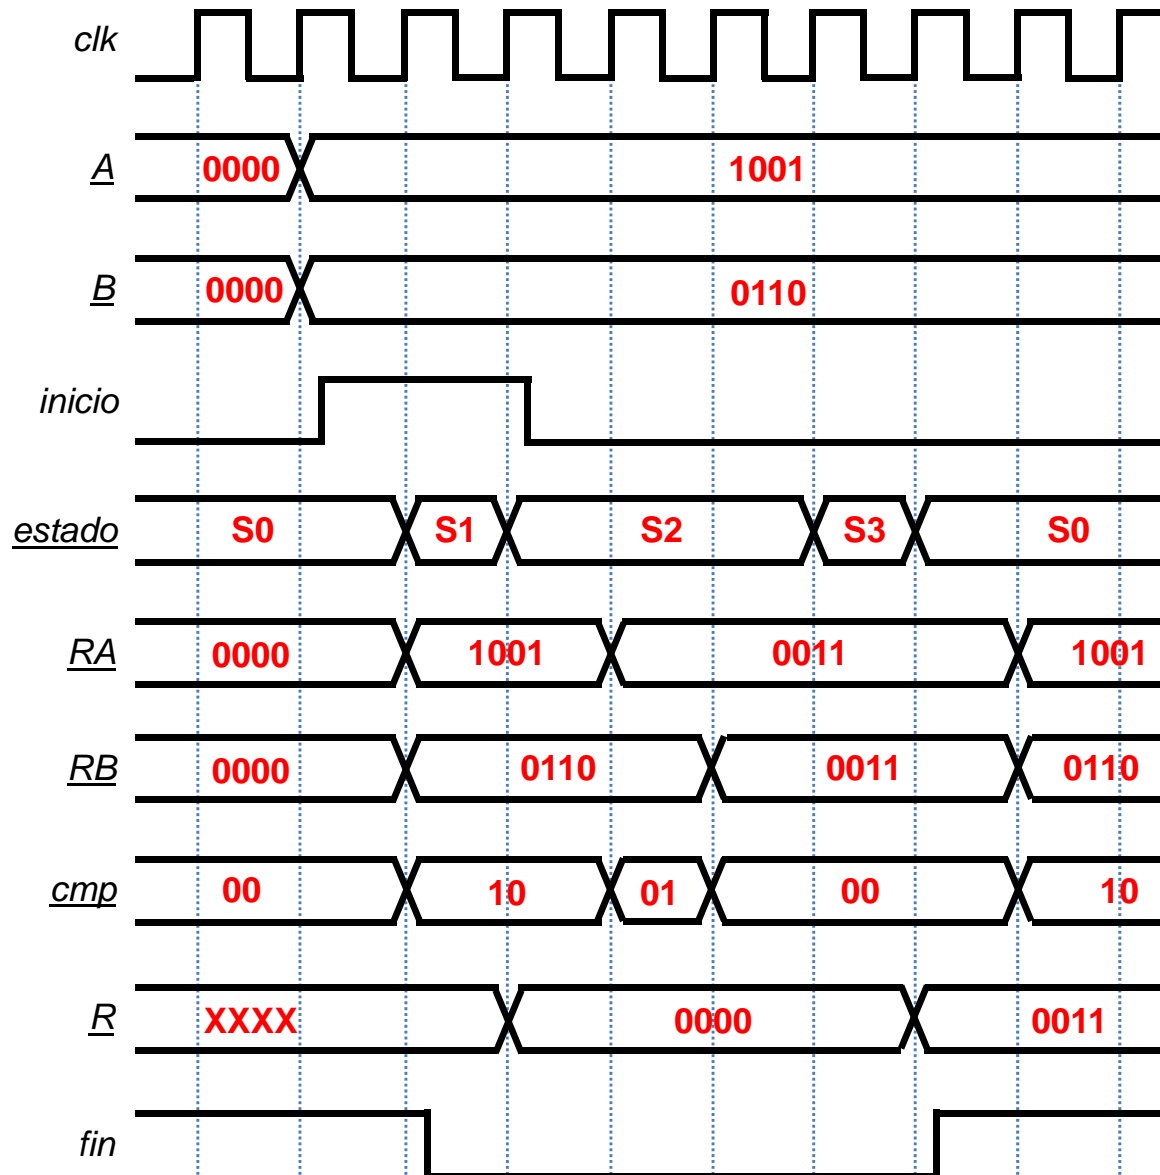 clk
A 0000 1001
B 0000 0110
inicio
estado S0 S1 S2 S3 S0
RA 0000 1001 0011 1001
RB 0000 0110 0011 0110
cmp 00 10 01 00 10
R XXXX 0000 0011
fin